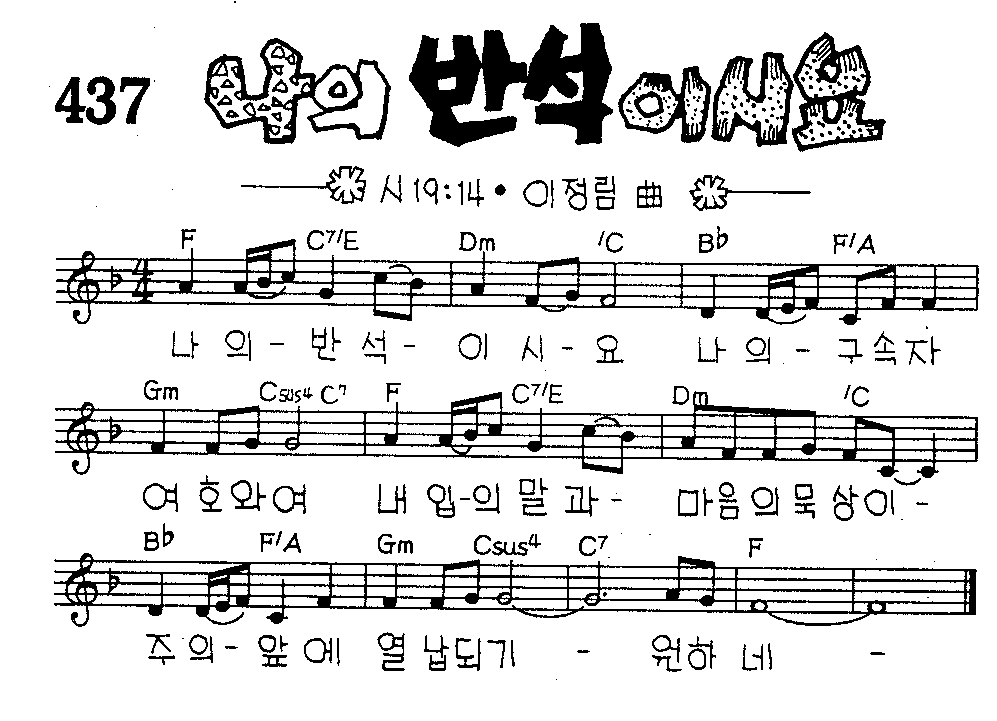 437 나의 반석이시요
시 19:14 • 이정림 曲
F C7/E Dm /C Bb F/A
나 의 - 반 석 - 이 시 - 요 나 의 - 구 속 자
Gm Csus4 C7 F C7/E Dm /C
여 호 와 여 내 입 - 의 말 과 - 마 음 의 묵 상 이 -
Bb F/A Gm Csus4 C7 F
주 의 - 앞 에 열 납 되 기 - 원 하 네 -